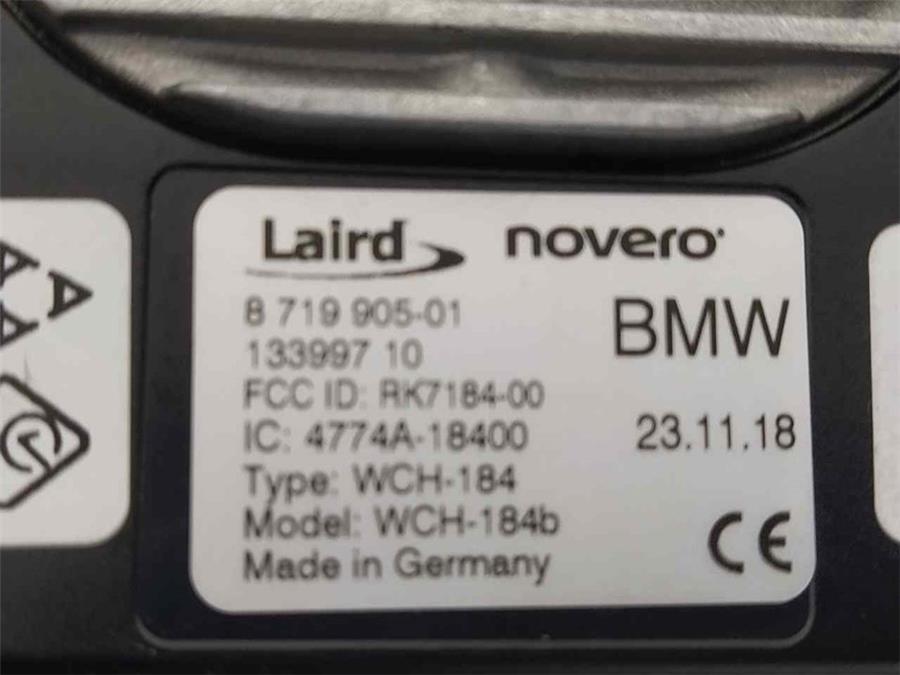 Laird novero
8 719 905-01
BMW
133997 10
FCC ID: RK7184-00
IC: 4774A-18400
23.11.18
Type: WCH-184
Model: WCH-184b
CE
Made in Germany